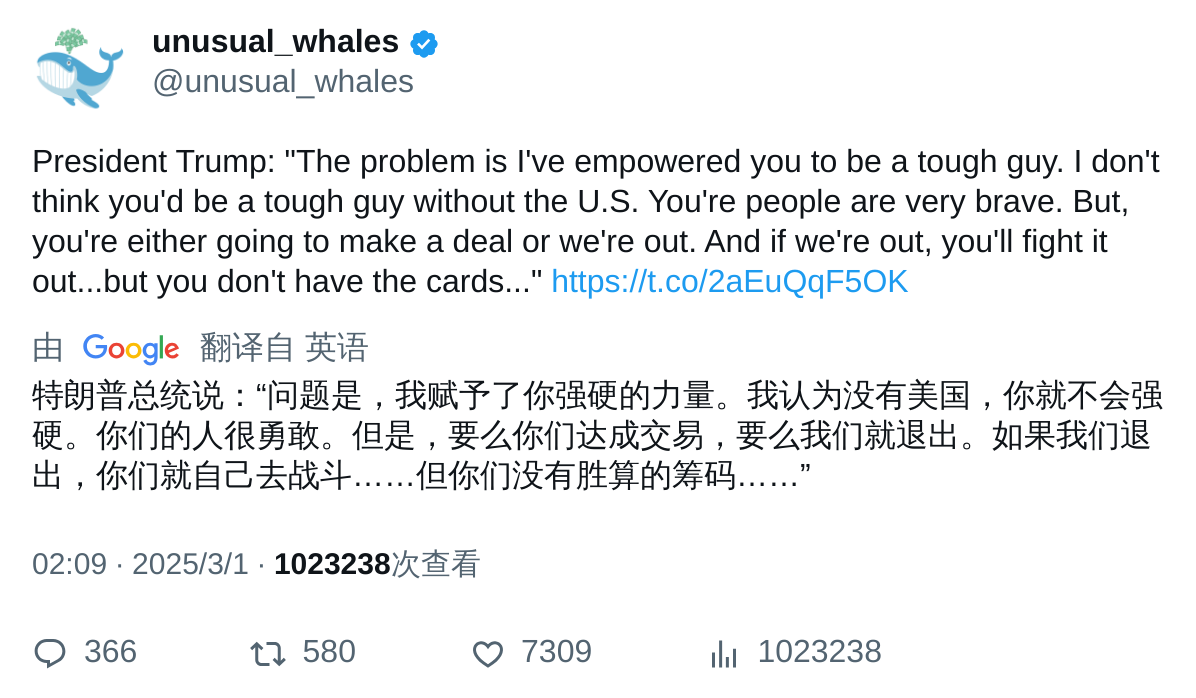 unusual_whales
@unusual_whales
President Trump: "The problem is I've empowered you to be a tough guy. I don't
think you'd be a tough guy without the U.S. You're people are very brave. But,
you're either going to make a deal or we're out. And if we're out, you'll fight it
out...but you don't have the cards..." https://t.co/2aEuQqF5OK
由 Google 翻译自 英语
特朗普总统说：“问题是，我赋予了你强硬的力量。我认为没有美国，你就不会强
硬。你们的人很勇敢。但是，要么你们达成交易，要么我们就退出。如果我们退
出，你们就自己去战斗……但你们没有胜算的筹码……”
02:09 · 2025/3/1 · 1023238次查看
366 580 7309 1023238